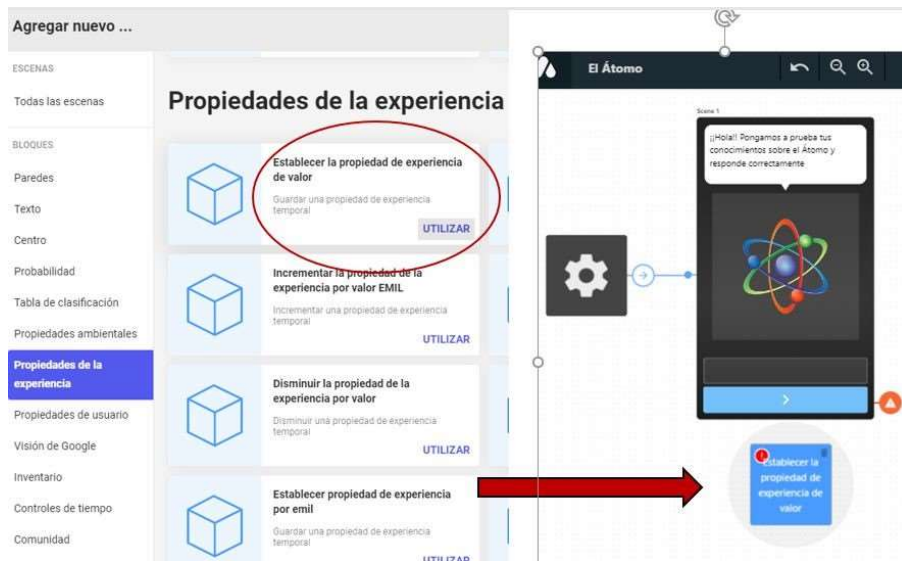 Agregar nuevo ...
ESCENAS
Todas las escenas
BLOQUES
Paredes
Texto
Centro
Probabilidad
Tabla de clasificación
Propiedades ambientales
Propiedades de la
experiencia
Propiedades de usuario
Visión de Google
Inventario
Controles de tiempo
Comunidad
Propiedades de la experiencia
Establecer la propiedad de experiencia
de valor
Guardar una propiedad de experiencia
temporal
UTILIZAR
Incrementar la propiedad de la
experiencia por valor EMIL
Incrementar una propiedad de experiencia
temporal
UTILIZAR
Disminuir la propiedad de la
experiencia por valor
Disminuir una propiedad de experiencia
temporal
UTILIZAR
Establecer propiedad de experiencia
por emil
Guardar una propiedad de experiencia
temporal
UTILIZAR
El Átomo
Scene 1
¡¡Hola!! Pongamos a prueba tus
conocimientos sobre el Átomo y
responde correctamente
Establecer la
propiedad de
experiencia de
valor